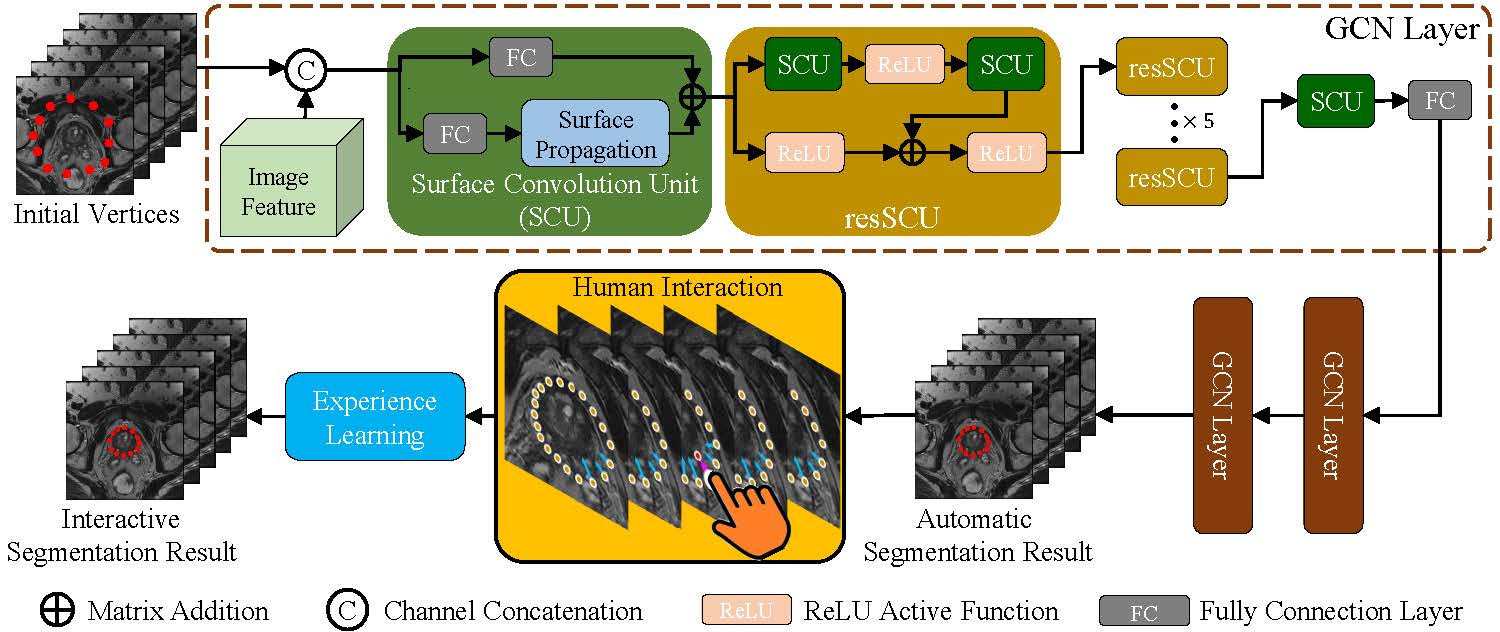 GCN Layer
Initial Vertices
C
Image
Feature
FC
FC
Surface
Propagation
Surface Convolution Unit
(SCU)
SCU
ReLU
SCU
ReLU
ReLU
resSCU
resSCU
× 5
resSCU
SCU
FC
Human Interaction
Experience
Learning
Interactive
Segmentation Result
Automatic
Segmentation Result
GCN Layer
GCN Layer
Matrix Addition
C
Channel Concatenation
ReLU
ReLU Active Function
FC
Fully Connection Layer